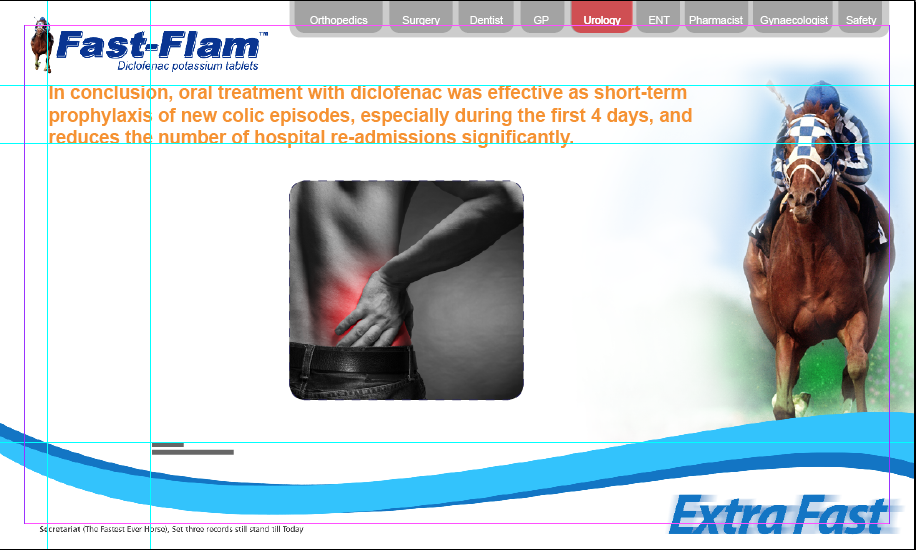 Orthopedics Surgery Dentist GP Urology ENT Pharmacist Gynaecologist Safety
Fast-Flam™
Diclofenac potassium tablets
In conclusion, oral treatment with diclofenac was effective as short-term
prophylaxis of new colic episodes, especially during the first 4 days, and
reduces the number of hospital re-admissions significantly.
Extra Fast
Secretariat (The Fastest Ever Horse), Set three records still stand till Today